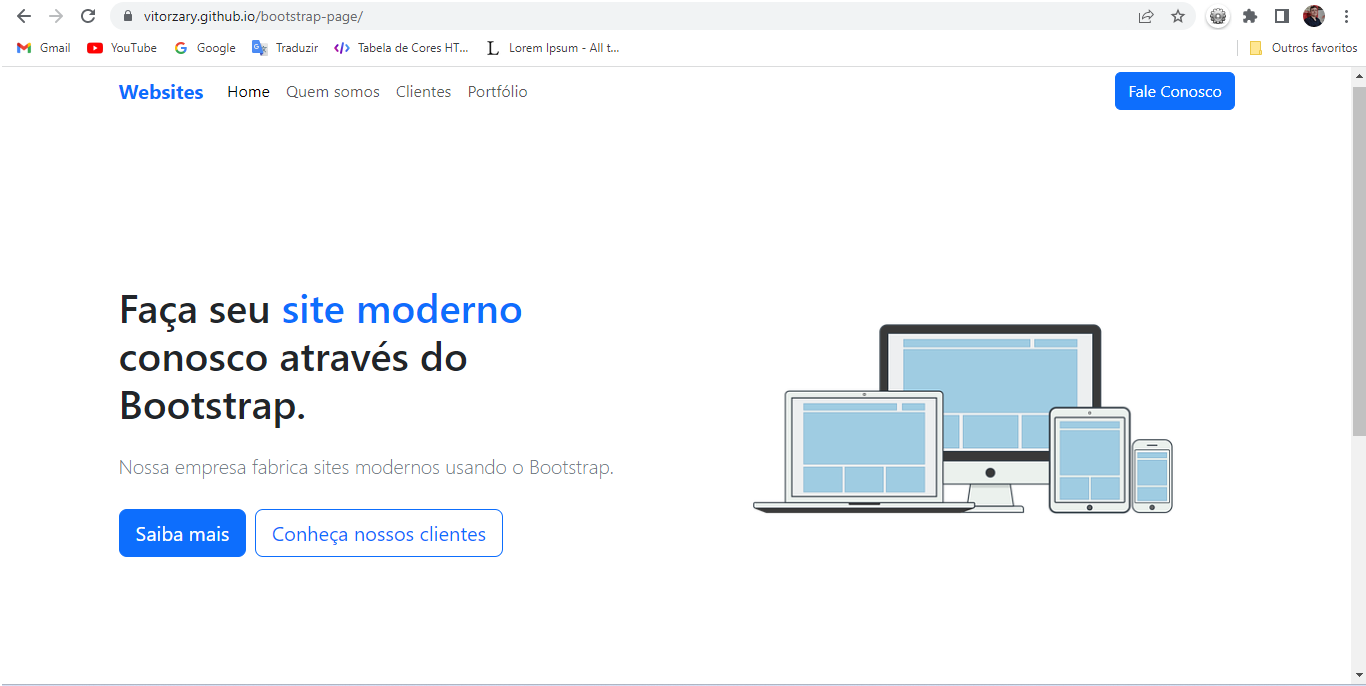 vitorzary.github.io/bootstrap-page/
Gmail YouTube Google Traduzir Tabela de Cores HT... Lorem Ipsum - All t... Outros favoritos
Websites Home Quem somos Clientes Portfólio Fale Conosco
Faça seu site moderno
conosco através do
Bootstrap.
Nossa empresa fabrica sites modernos usando o Bootstrap.
Saiba mais Conheça nossos clientes